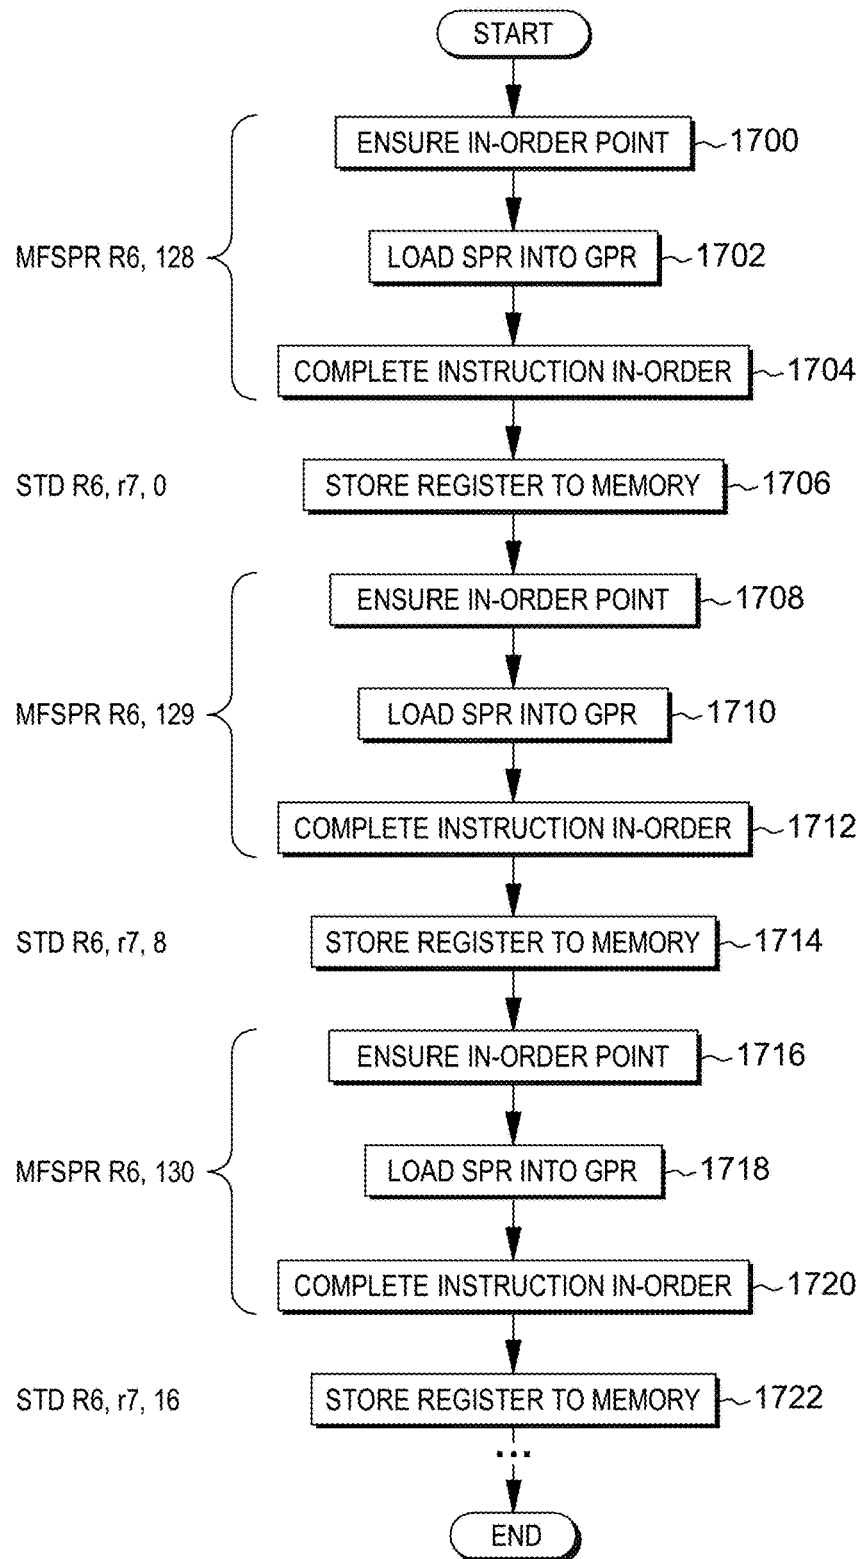 START
ENSURE IN-ORDER POINT 1700
MFSPR R6, 128
LOAD SPR INTO GPR 1702
COMPLETE INSTRUCTION IN-ORDER 1704
STD R6, r7, 0
STORE REGISTER TO MEMORY 1706
ENSURE IN-ORDER POINT 1708
MFSPR R6, 129
LOAD SPR INTO GPR 1710
COMPLETE INSTRUCTION IN-ORDER 1712
STD R6, r7, 8
STORE REGISTER TO MEMORY 1714
ENSURE IN-ORDER POINT 1716
MFSPR R6, 130
LOAD SPR INTO GPR 1718
COMPLETE INSTRUCTION IN-ORDER 1720
STD R6, r7, 16
STORE REGISTER TO MEMORY 1722
...
END